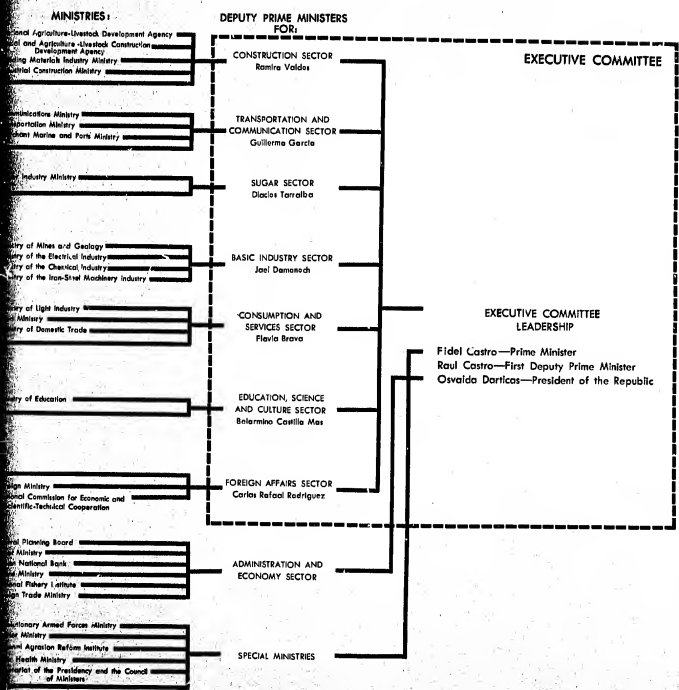 MINISTRIES:
onal Agriculture-Livestock Development Agency
and Agriculture-Livestock Construction
Development Agency
Materials Industry Ministry
Construction Ministry
Ministry
Ministry
Marine and Ports Ministry
Industry Ministry
of Mines and Geology
of the Electrical Industry
of the Chemical Industry
of the Iron-Steel Machinery Industry
of Light Industry
Ministry
of Domestic Trade
of Education
Ministry
Commission for Economic and
Cooperation
Planning Board
Ministry
National Bank
Ministry
Fishery Institute
Trade Ministry
Armed Forces Ministry
Ministry
Agrarian Reform Institute
Health Ministry
of the Presidency and the Council
of Ministers
DEPUTY PRIME MINISTERS
FOR:
CONSTRUCTION SECTOR
Ramiro Valdes
TRANSPORTATION AND
COMMUNICATION SECTOR
Guillermo Garcia
SUGAR SECTOR
Diocles Torralba
BASIC INDUSTRY SECTOR
Joel Domenech
CONSUMPTION AND
SERVICES SECTOR
Flavio Bravo
EDUCATION, SCIENCE
AND CULTURE SECTOR
Belarmino Castilla Mas
FOREIGN AFFAIRS SECTOR
Carlos Rafael Rodriguez
ADMINISTRATION AND
ECONOMY SECTOR
SPECIAL MINISTRIES
EXECUTIVE COMMITTEE
EXECUTIVE COMMITTEE
LEADERSHIP
Fidel Castro—Prime Minister
Raul Castro—First Deputy Prime Minister
Osvaldo Dorticos—President of the Republic